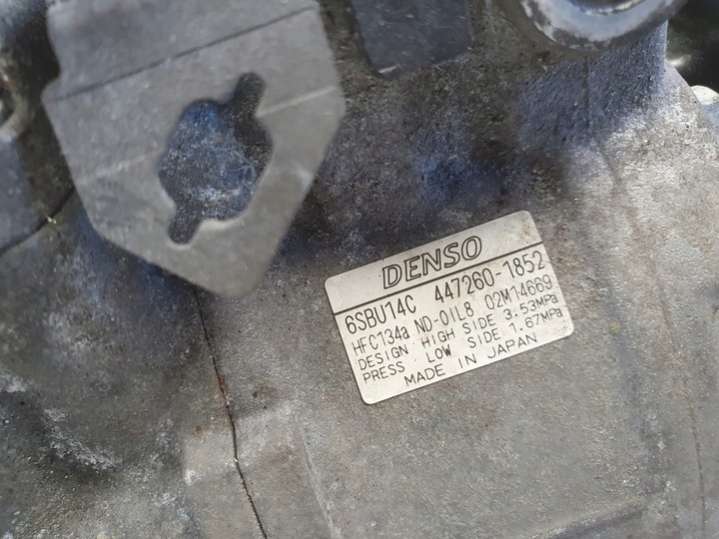 DENSO
6SBU14C 447260-1852
HFC134a ND-OIL8 02M14669
DESIGN HIGH SIDE 3.53MPa
PRESS. LOW SIDE 1.67MPa
MADE IN JAPAN